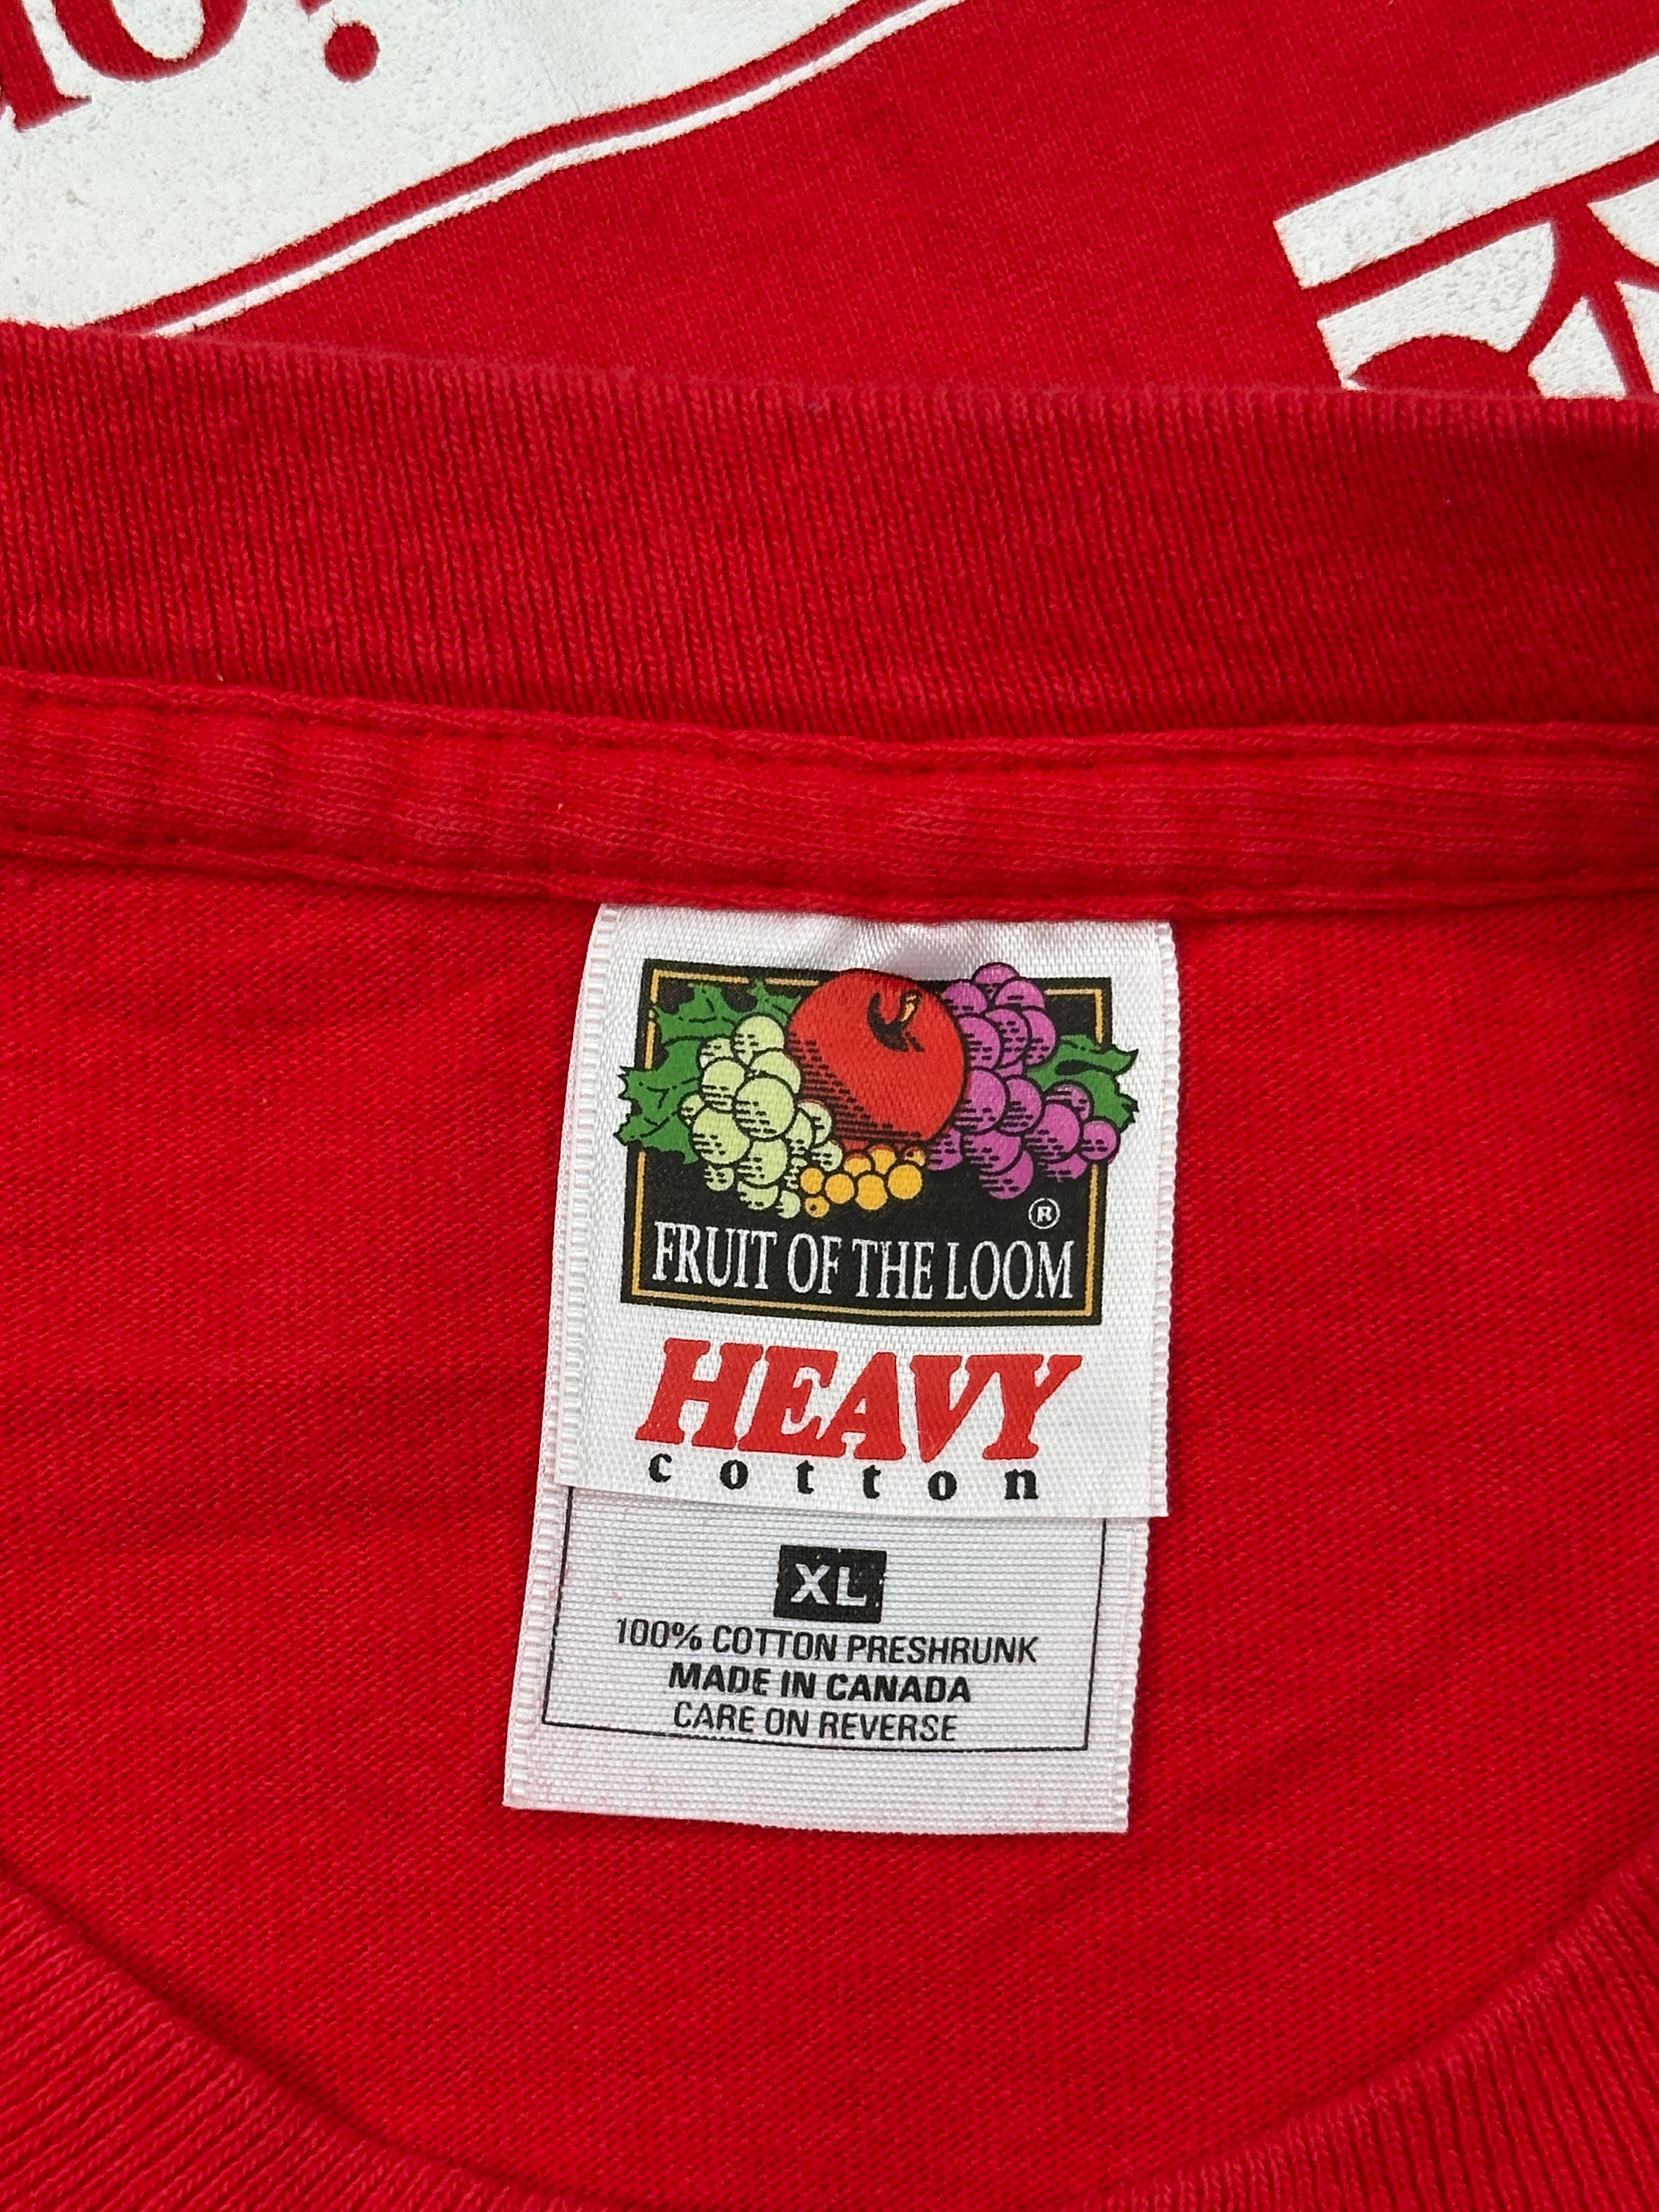 ®
FRUIT OF THE LOOM
HEAVY
cotton
XL
100% COTTON PRESHRUNK
MADE IN CANADA
CARE ON REVERSE